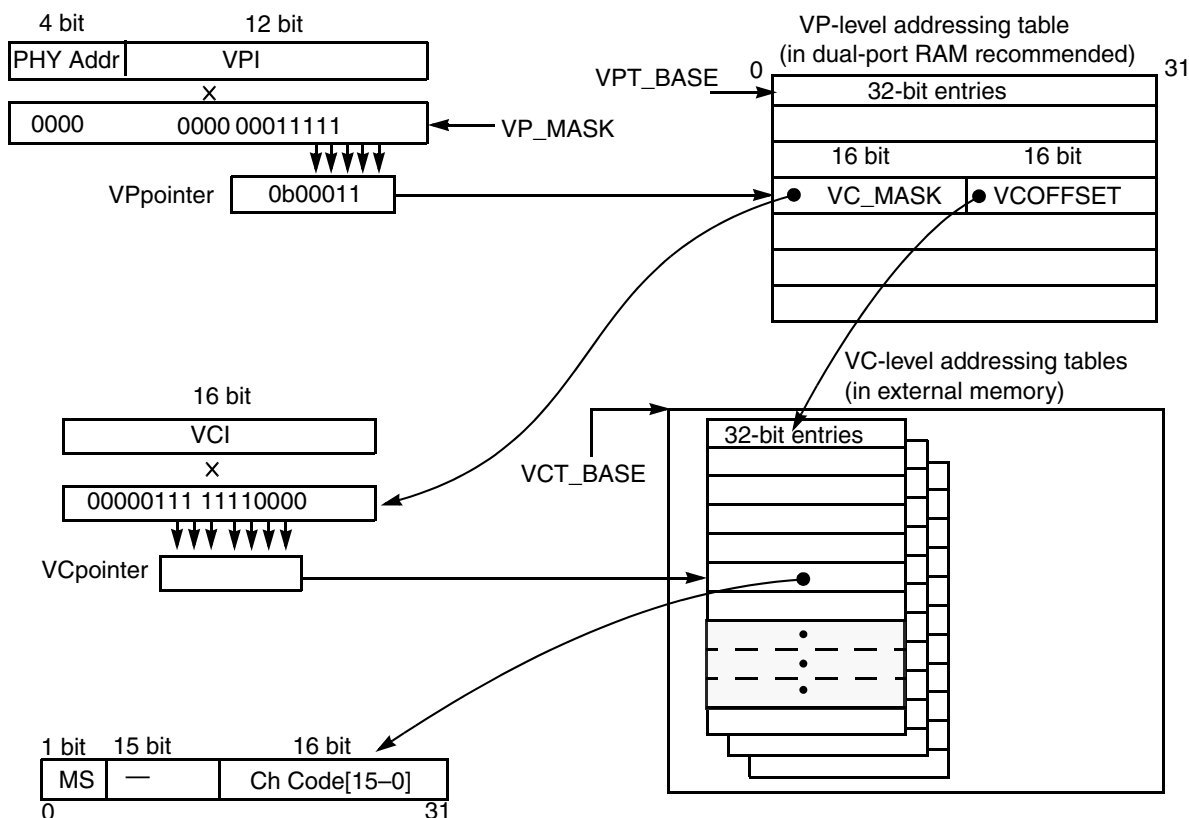 4 bit 12 bit
PHY Addr VPI
×
0000 0000 00011111
VP_MASK
VPpointer 0b00011
VP-level addressing table
(in dual-port RAM recommended)
VPT_BASE 0 31
32-bit entries
16 bit 16 bit
VC_MASK VCOFFSET
VC-level addressing tables
(in external memory)
16 bit
VCI
×
00000111 11110000
VCpointer
VCT_BASE
32-bit entries
1 bit 15 bit 16 bit
MS — Ch Code[15–0]
0 31